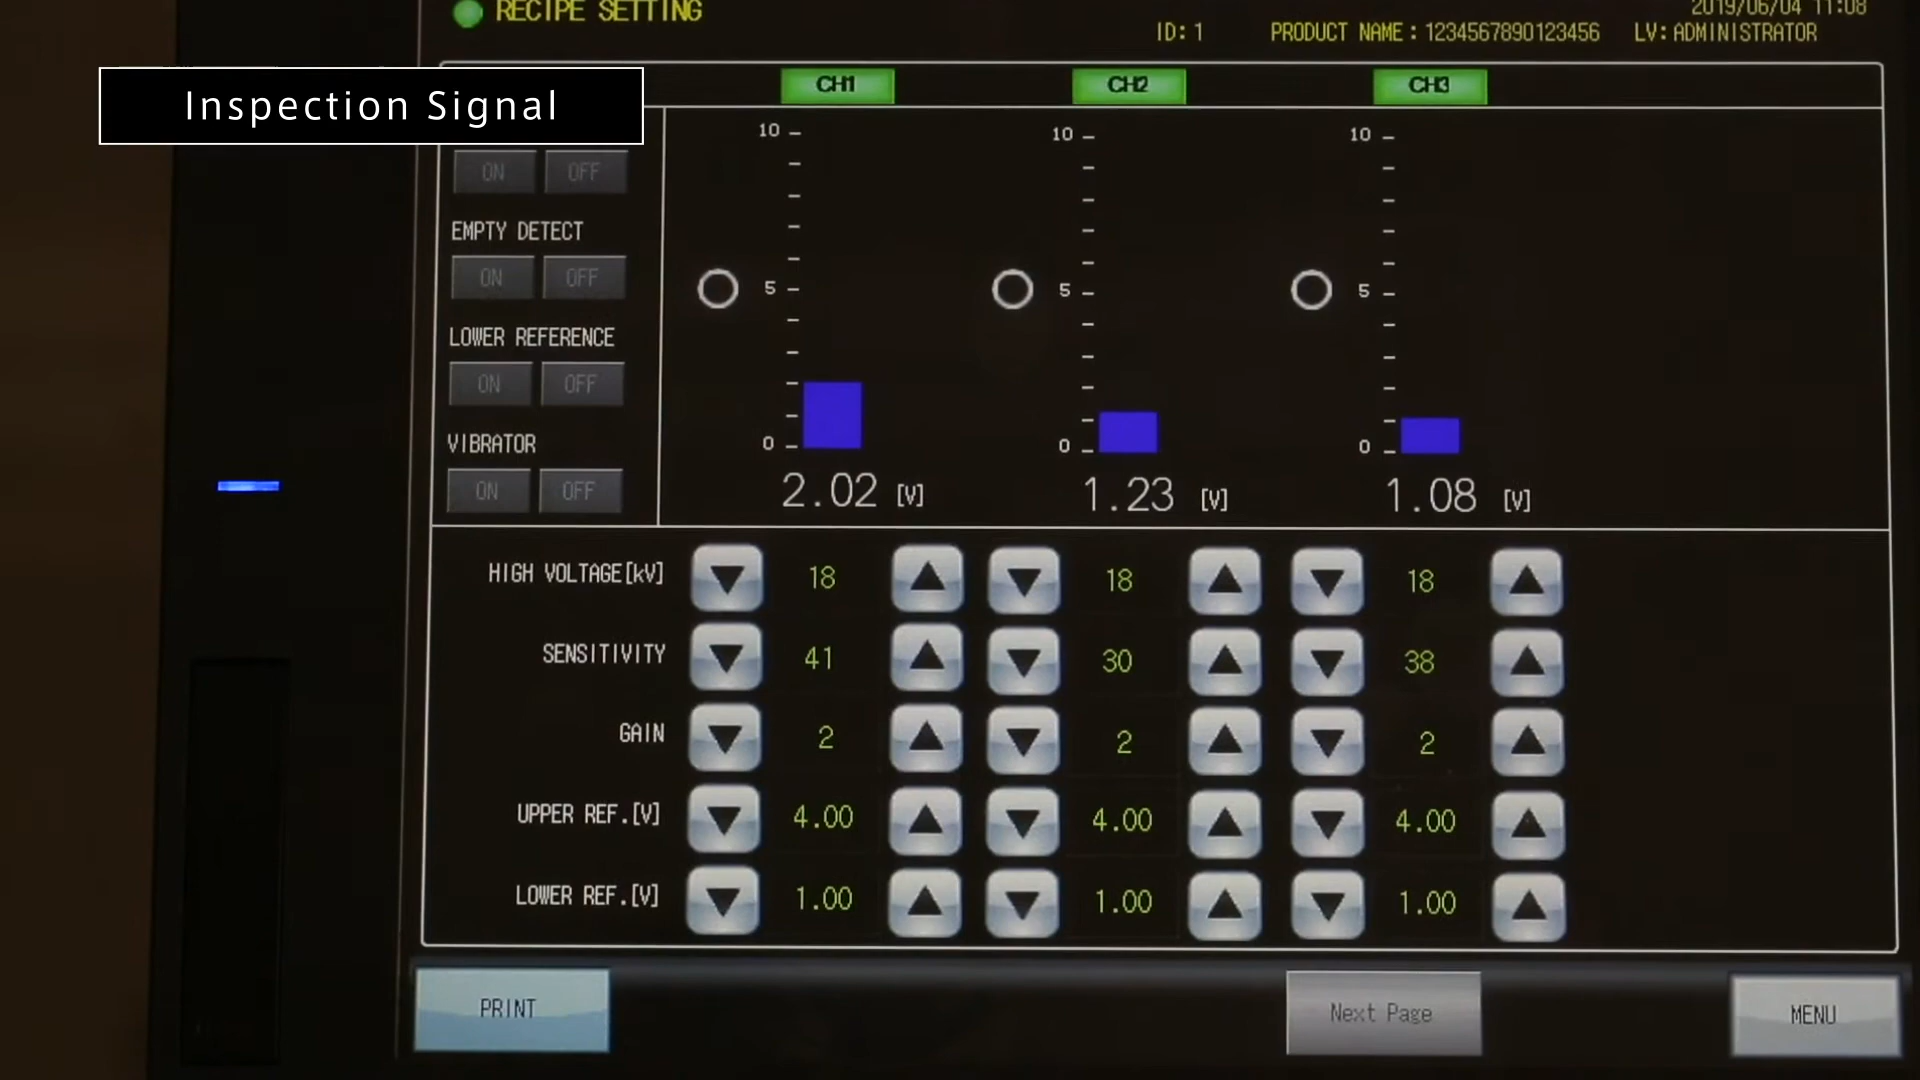 RECIPE SETTING
2019/06/04 11:08
ID: 1 PRODUCT NAME : 1234567890123456 LV: ADMINISTRATOR
Inspection Signal
CH1 CH2 CH3
10 10 10
ON OFF
EMPTY DETECT
ON OFF
5 5 5
LOWER REFERENCE
ON OFF
VIBRATOR
0 0 0
ON OFF
2.02 [V] 1.23 [V] 1.08 [V]
HIGH VOLTAGE[kV] 18 18 18
SENSITIVITY 41 30 38
GAIN 2 2 2
UPPER REF.[V] 4.00 4.00 4.00
LOWER REF.[V] 1.00 1.00 1.00
PRINT Next Page MENU